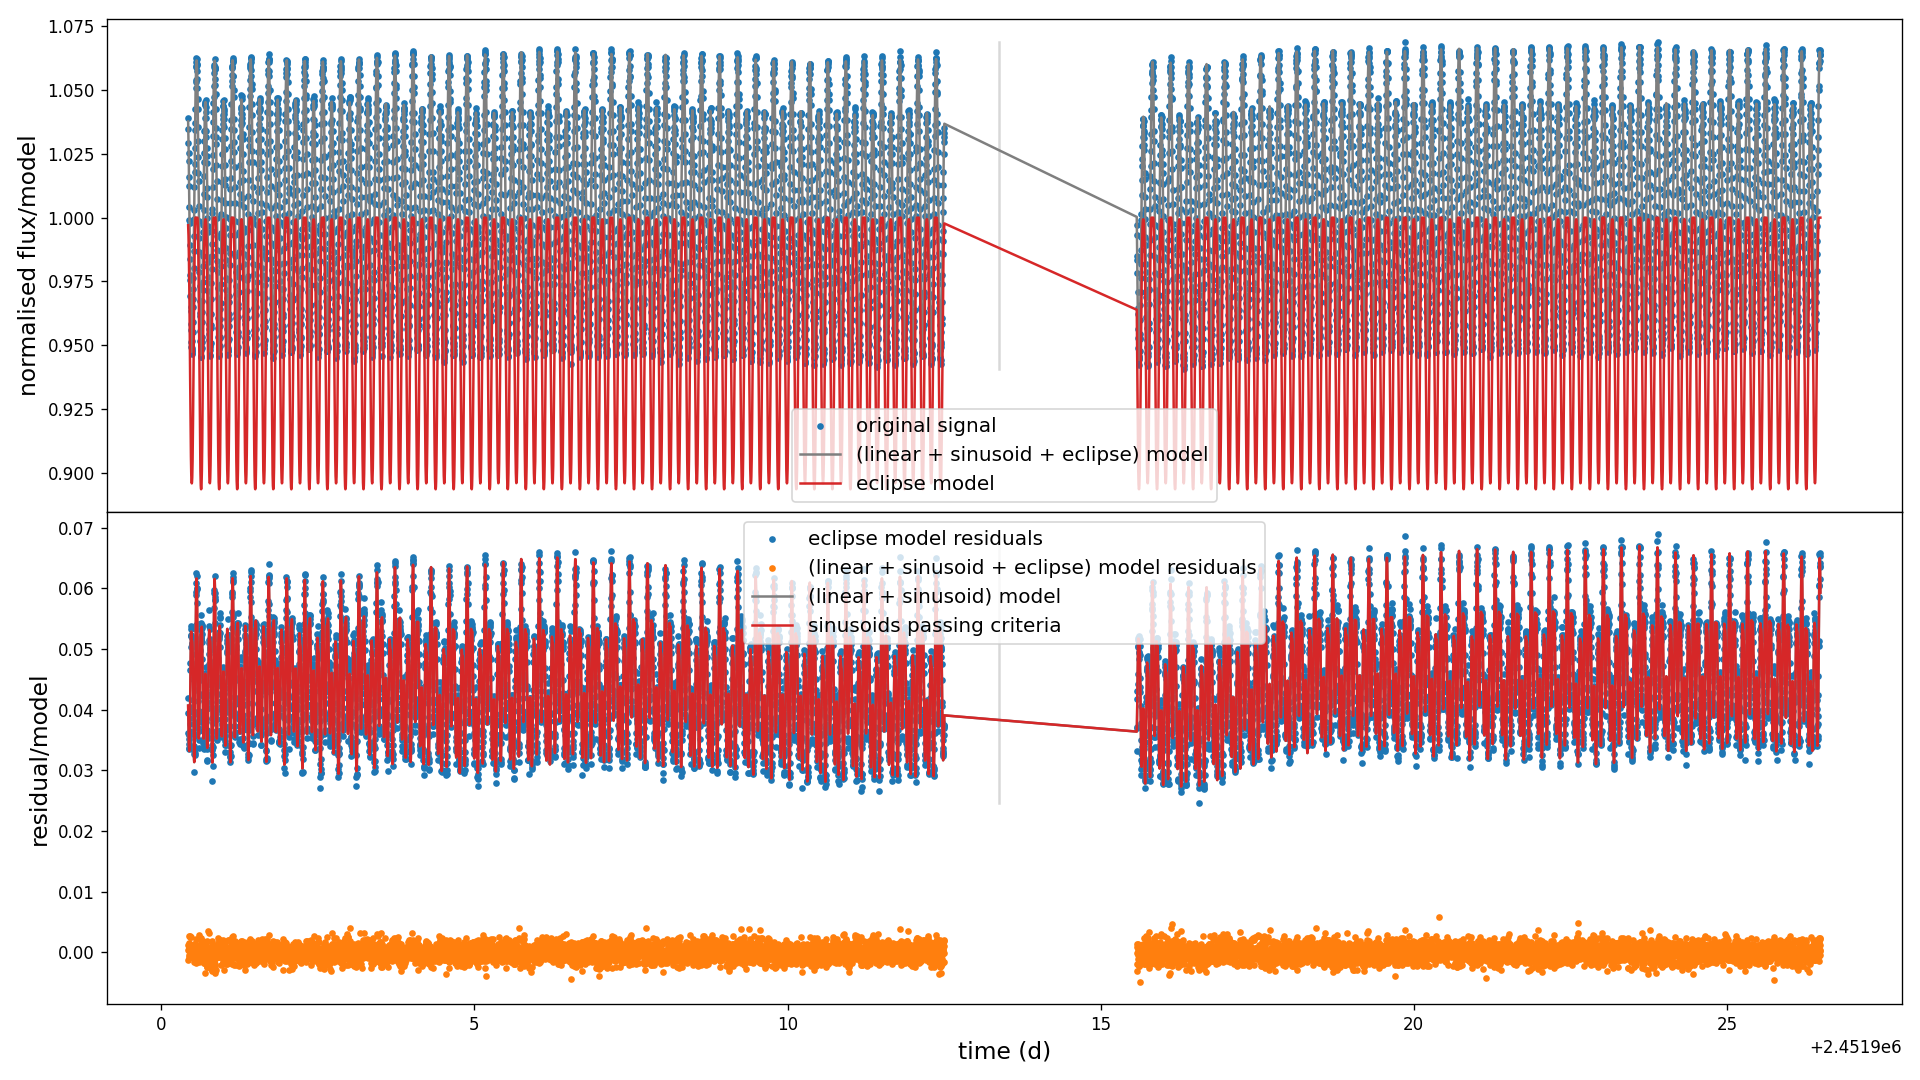 1.075
1.050
1.025
1.000
0.975
0.950
0.925
0.900
normalised flux/model
original signal
(linear + sinusoid + eclipse) model
eclipse model
0.07
0.06
0.05
0.04
0.03
0.02
0.01
0.00
residual/model
eclipse model residuals
(linear + sinusoid + eclipse) model residuals
(linear + sinusoid) model
sinusoids passing criteria
0
5
10
15
20
25
time (d)
+2.4519e6